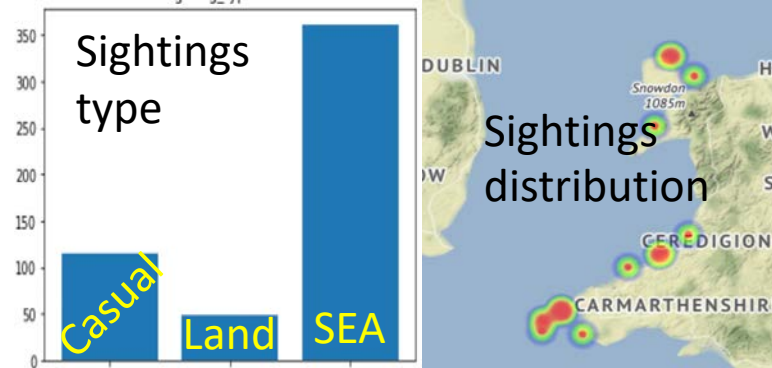 350
300
250
200
150
100
50
0
Sightings
type
Casual
Land
SEA
DUBLIN
Snowdon
1085m
Sightings
distribution
CEREDIGION
CARMARTHENSHIR
H
W
S
OW